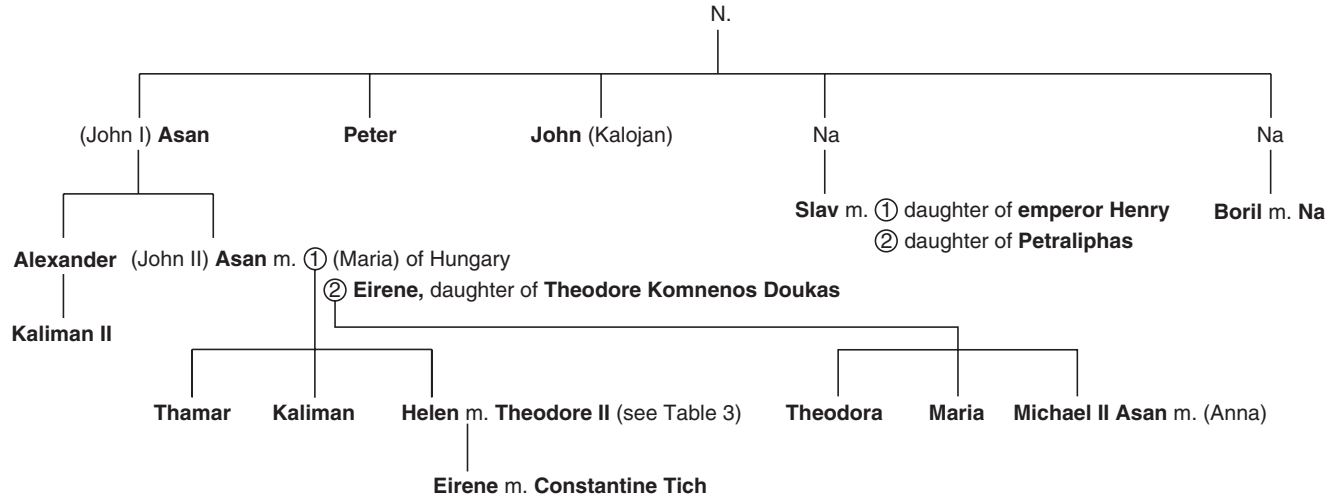 N.
(John I) Asan Peter John (Kalojan) Na Na
Slav m. ① daughter of emperor Henry Boril m. Na
② daughter of Petraliphas
Alexander (John II) Asan m. ① (Maria) of Hungary
② Eirene, daughter of Theodore Komnenos Doukas
Kaliman II
Thamar Kaliman Helen m. Theodore II (see Table 3) Theodora Maria Michael II Asan m. (Anna)
Eirene m. Constantine Tich